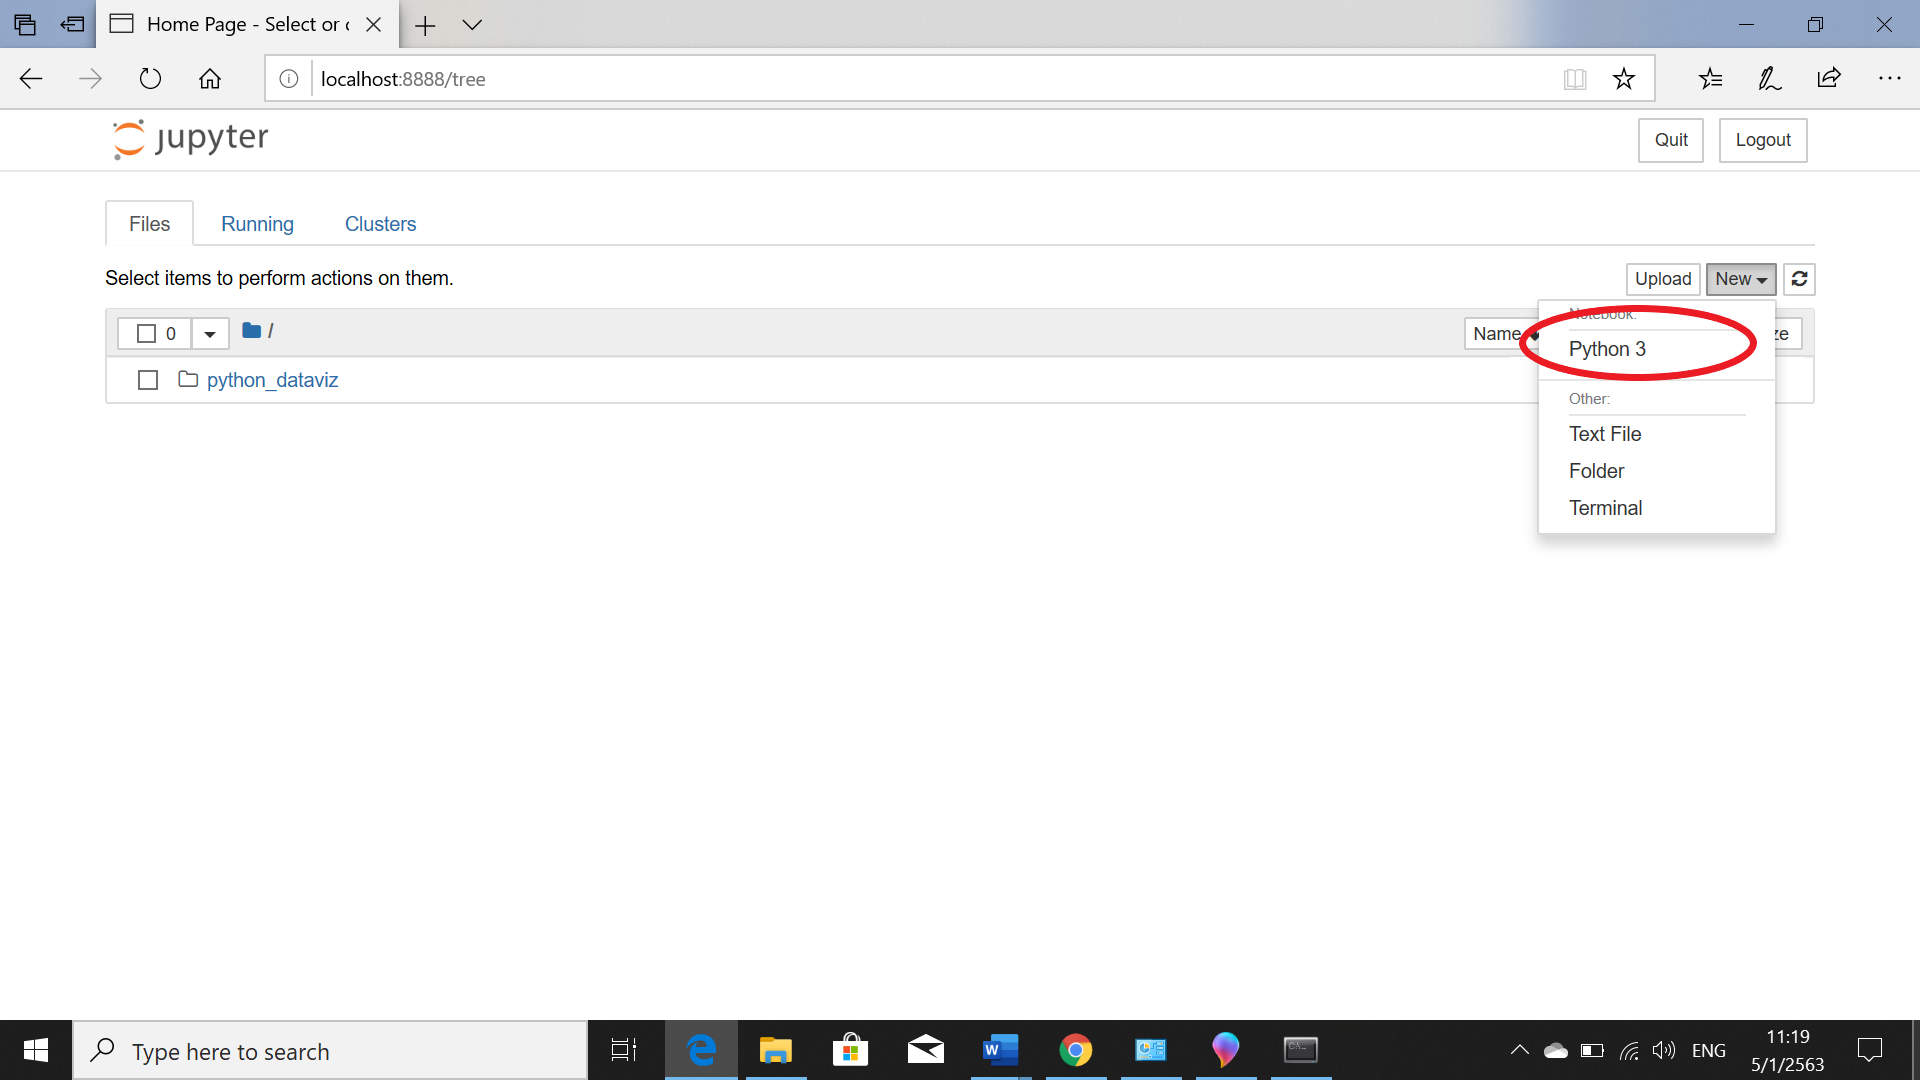 Home Page - Select or c
localhost:8888/tree
jupyter
Quit
Logout
Files
Running
Clusters
Select items to perform actions on them.
Upload
New
0
/
Name
ze
Notebook:
Python 3
python_dataviz
Other:
Text File
Folder
Terminal
Type here to search
ENG
11:19
5/1/2563